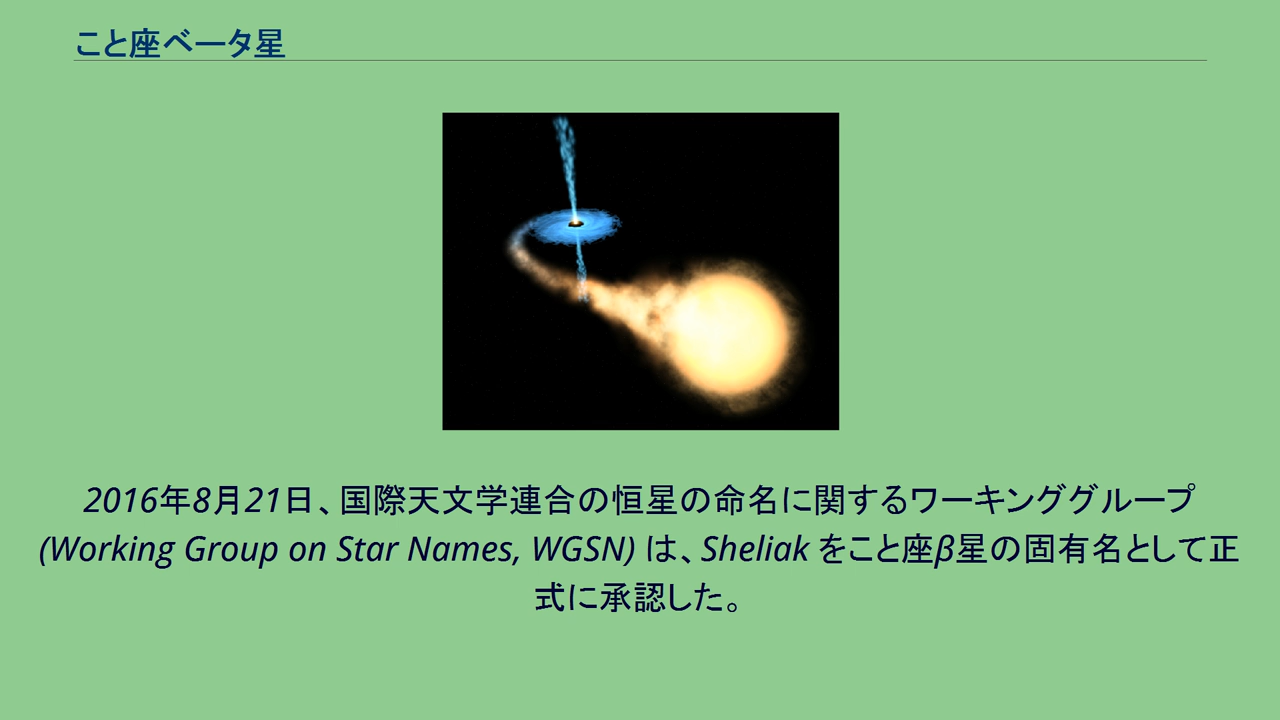 こと座ベータ星
2016年8月21日、国際天文学連合の恒星の命名に関するワーキンググループ
(Working Group on Star Names, WGSN) は、Sheliak をこと座β星の固有名として正
式に承認した。